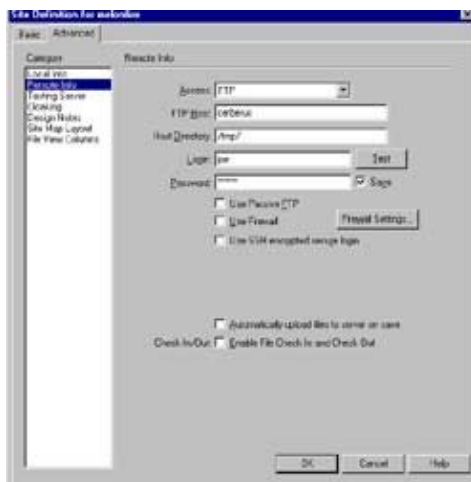 Site Definition for
Basic Advanced
Category
Local Info
Remote Info
Testing Server
Cloaking
Design Notes
Site Map Layout
File View Columns
Remote Info
Access: FTP
FTP Host: cerberus
Host Directory: /tmp/
Login: Test
Password: Save
Use Passive FTP
Use Firewall Firewall Settings...
Use SSH encrypted secure login
Automatically upload files to server on save
Check In/Out: Enable File Check In and Check Out
OK Cancel Help